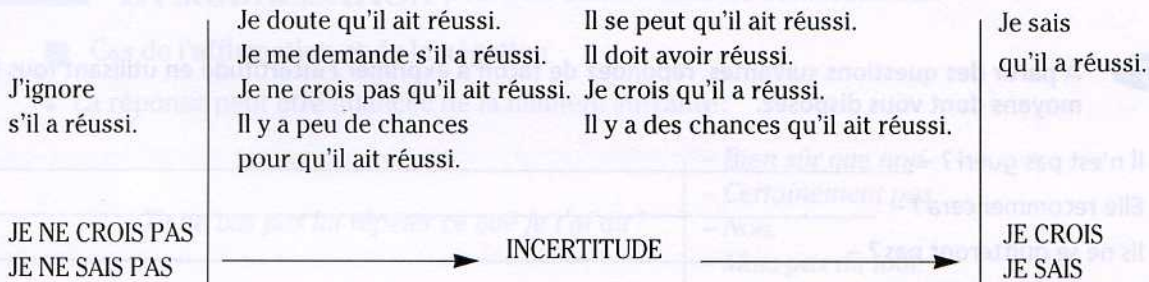 Je doute qu'il ait réussi.
Je me demande s'il a réussi.
Je ne crois pas qu'il ait réussi.
Il y a peu de chances
pour qu'il ait réussi.
Il se peut qu'il ait réussi.
Il doit avoir réussi.
Je crois qu'il a réussi.
Il y a des chances qu'il ait réussi.
Je sais
qu'il a réussi.
J'ignore
s'il a réussi.
JE NE CROIS PAS
JE NE SAIS PAS
INCERTITUDE
JE CROIS
JE SAIS